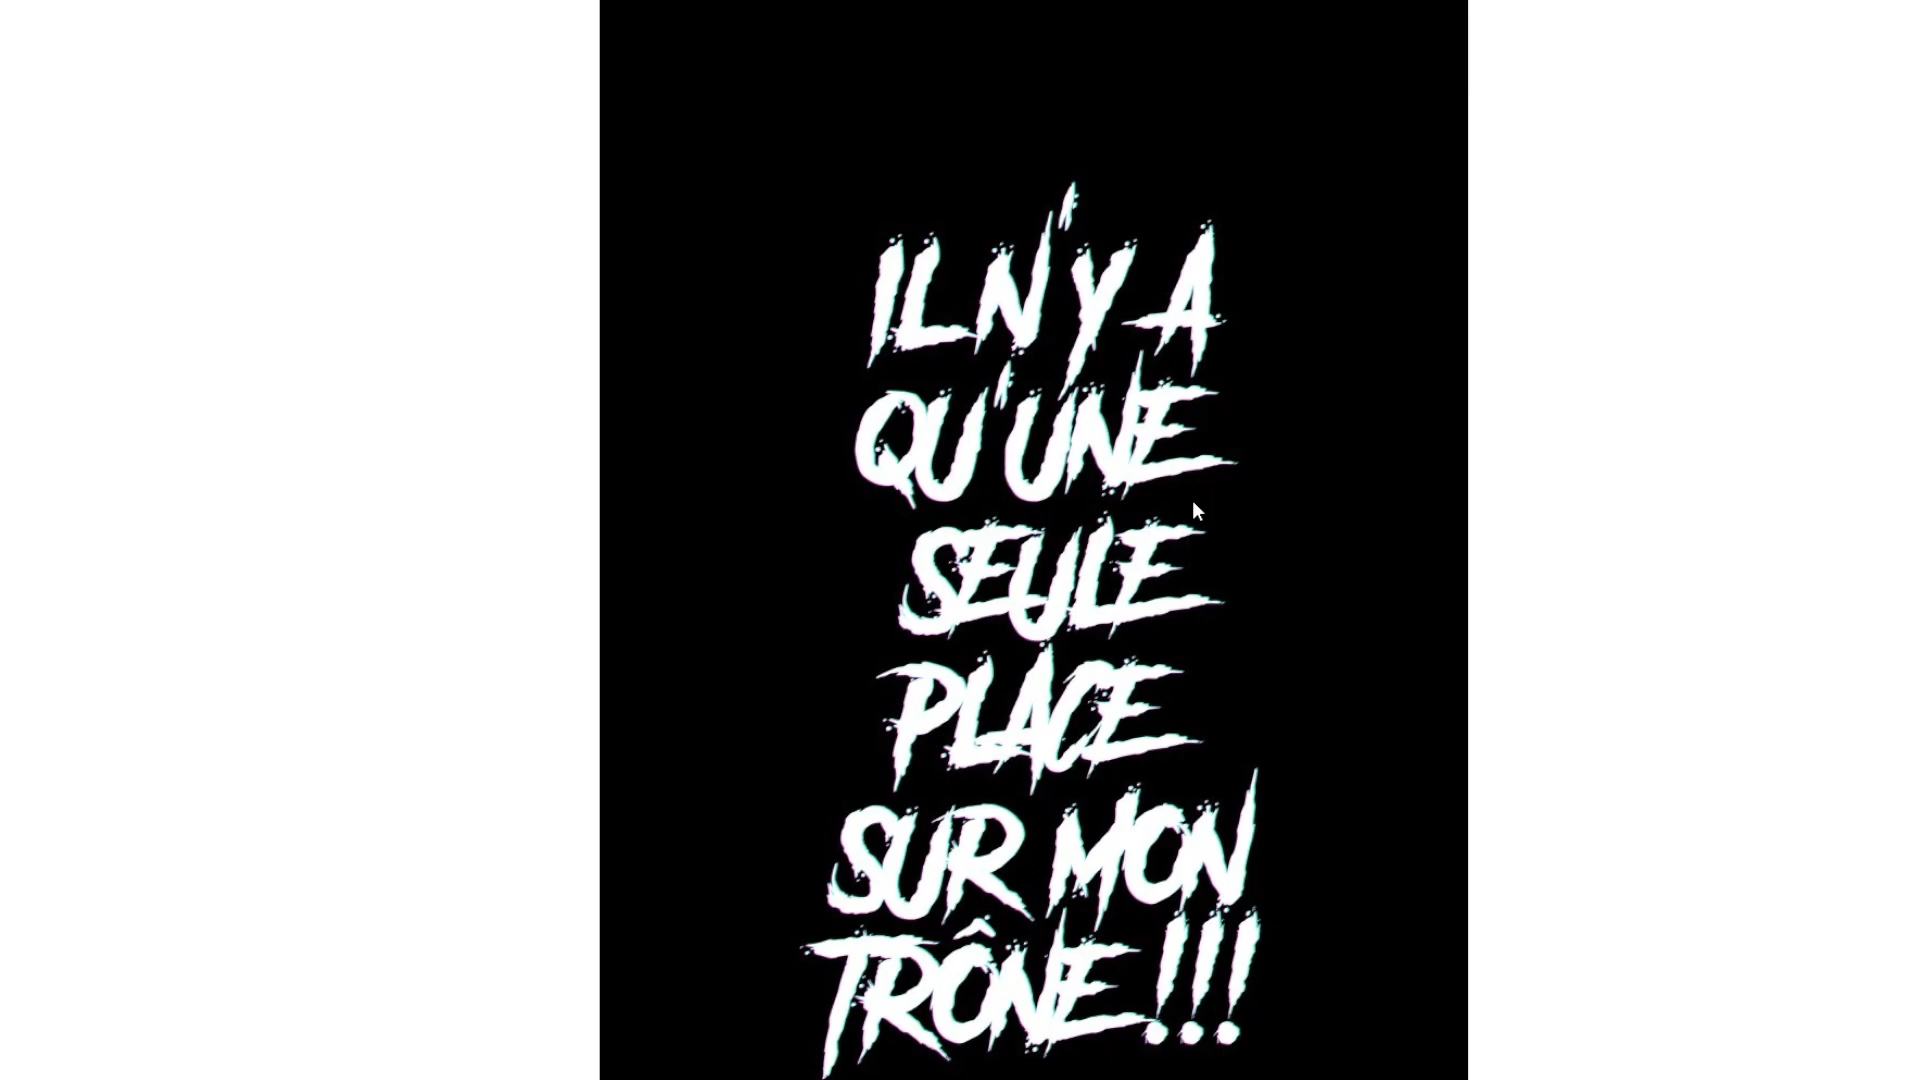 IL N'Y A
QU'UNE
SEULE
PLACE
SUR MON
TRÔNE !!!